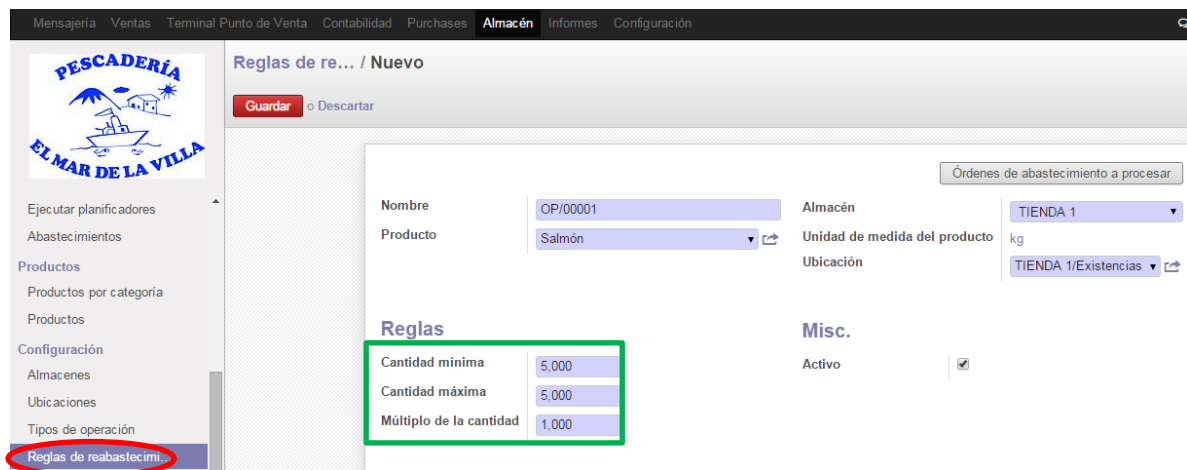 Mensajería Ventas Terminal Punto de Venta Contabilidad Purchases Almacén Informes Configuración
PESCADERÍA
EL MAR DE LA VILLA
Reglas de re... / Nuevo
Guardar o Descartar
Ejecutar planificadores
Abastecimientos
Productos
Productos por categoría
Productos
Configuración
Almacenes
Ubicaciones
Tipos de operación
Reglas de reabastecimi...
Órdenes de abastecimiento a procesar
Nombre OP/00001
Producto Salmón
Almacén TIENDA 1
Unidad de medida del producto kg
Ubicación TIENDA 1/Existencias
Reglas
Cantidad mínima 5,000
Cantidad máxima 5,000
Múltiplo de la cantidad 1,000
Misc.
Activo